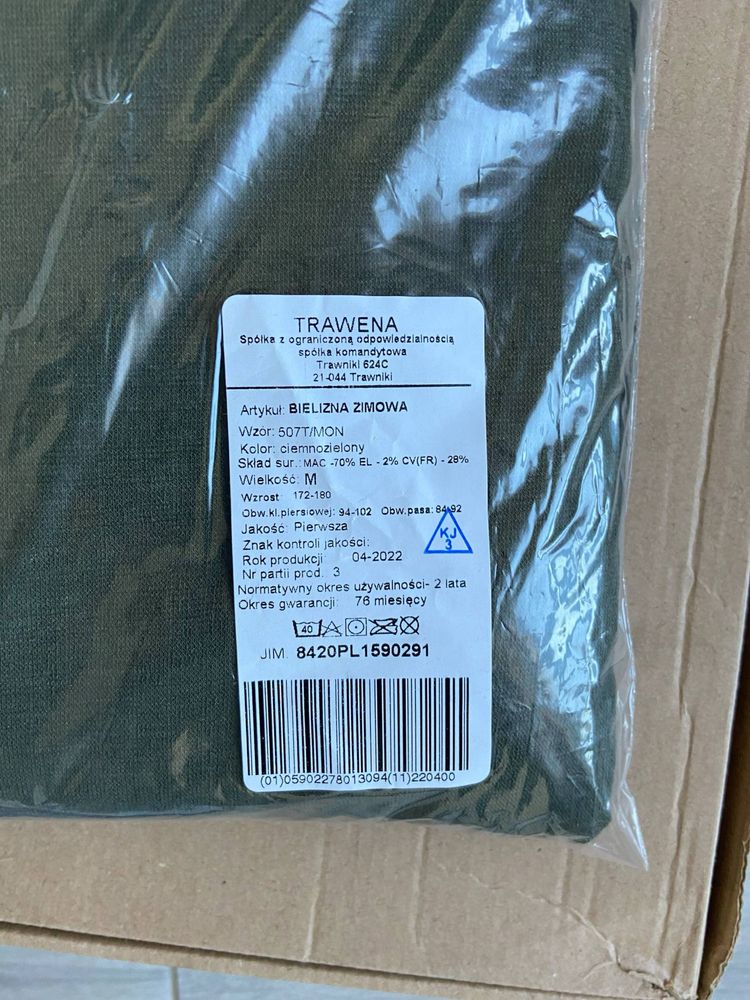 TRAWENA
Spółka z ograniczoną odpowiedzialnością
spółka komandytowa
Trawniki 624C
21-044 Trawniki
Artykuł: BIELIZNA ZIMOWA
Wzór: 507T/MON
Kolor: ciemnozielony
Skład sur.: MAC -70% EL - 2% CV(FR) - 28%
Wielkość: M
Wzrost 172-180
Obw.kl.piersiowej: 94-102 Obw.pasa: 84-92
Jakość: Pierwsza
Znak kontroli jakości:
KJ
3
Rok produkcji 04-2022
Nr partii prod. 3
Normatywny okres używalności- 2 lata
Okres gwarancji: 76 miesięcy
40
JIM. 8420PL1590291
(01)05902278013094(11)220400